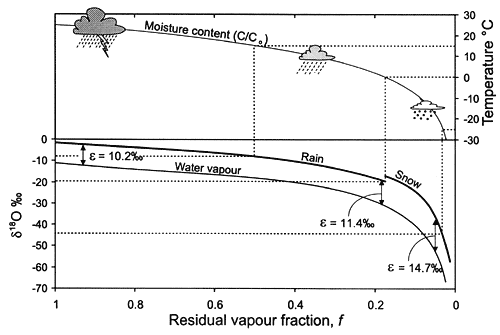 Moisture content (C/C₀)
30
20
10
0
-10
-20
-30
Temperature °C
0
-10
-20
-30
-40
-50
-60
-70
δ¹⁸O ‰
ε = 10.2‰
Water vapour
Rain
Snow
ε = 11.4‰
ε = 14.7‰
1 0.8 0.6 0.4 0.2 0
Residual vapour fraction, f